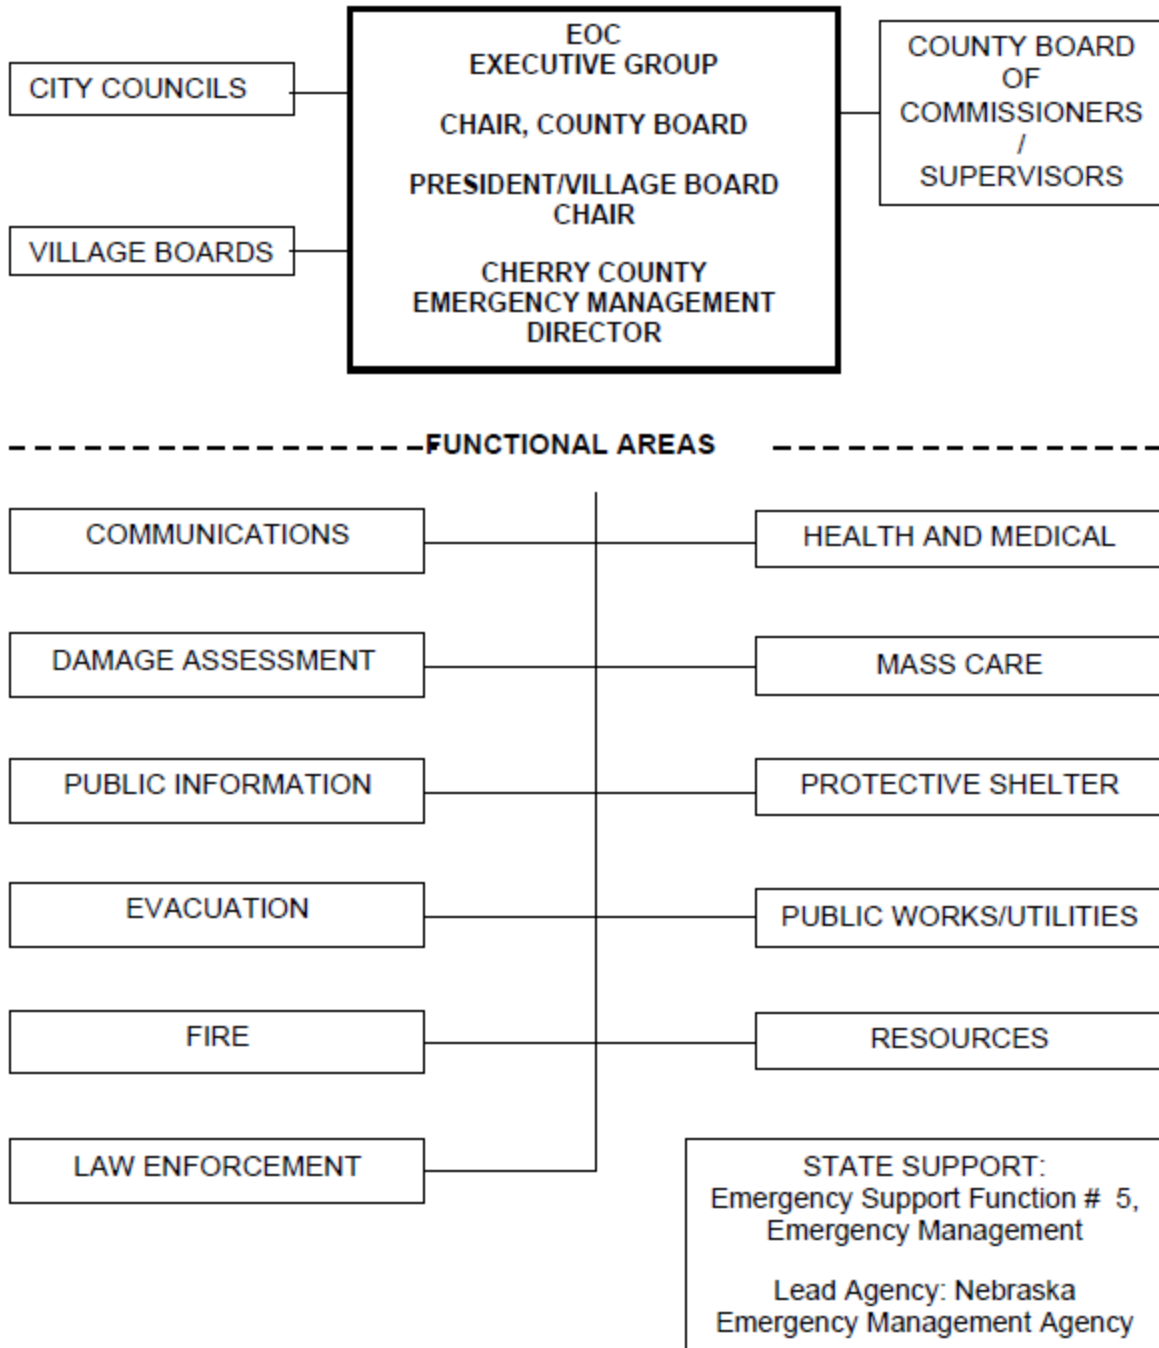 EOC
EXECUTIVE GROUP
CHAIR, COUNTY BOARD
PRESIDENT/VILLAGE BOARD
CHAIR
CHERRY COUNTY
EMERGENCY MANAGEMENT
DIRECTOR
CITY COUNCILS
VILLAGE BOARDS
COUNTY BOARD
OF
COMMISSIONERS
/
SUPERVISORS
FUNCTIONAL AREAS
COMMUNICATIONS
HEALTH AND MEDICAL
DAMAGE ASSESSMENT
MASS CARE
PUBLIC INFORMATION
PROTECTIVE SHELTER
EVACUATION
PUBLIC WORKS/UTILITIES
FIRE
RESOURCES
LAW ENFORCEMENT
STATE SUPPORT:
Emergency Support Function # 5,
Emergency Management
Lead Agency: Nebraska
Emergency Management Agency